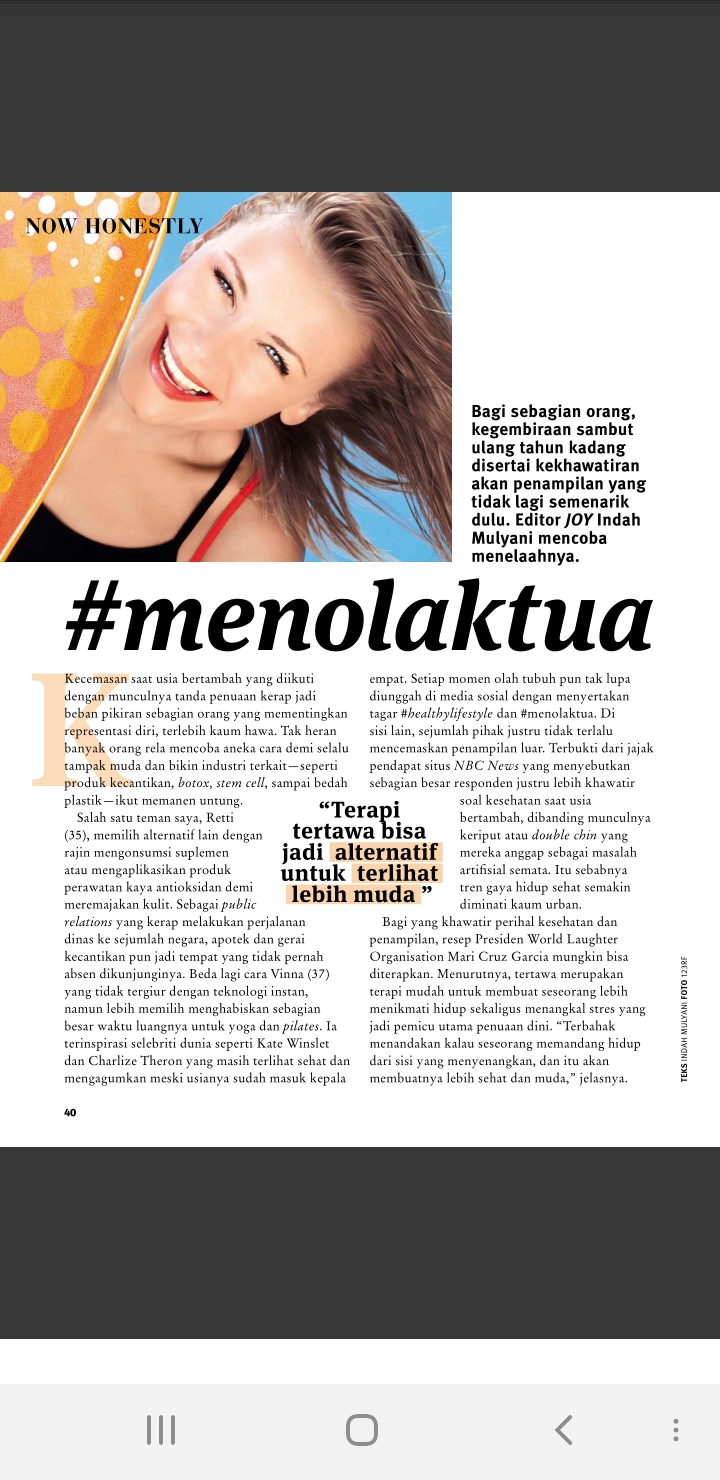 NOW HONESTLY
Bagi sebagian orang,
kegembiraan sambut
ulang tahun kadang
disertai kekhawatiran
akan penampilan yang
tidak lagi semenarik
dulu. Editor JOY Indah
Mulyani mencoba
menelaahnya.
#menolaktua
Kecemasan saat usia bertambah yang diikuti
dengan munculnya tanda penuaan kerap jadi
beban pikiran sebagian orang yang mementingkan
representasi diri, terlebih kaum hawa. Tak heran
banyak orang rela mencoba aneka cara demi selalu
tampak muda dan bikin industri terkait—seperti
produk kecantikan, botox, stem cell, sampai bedah
plastik—ikut memanen untung.
Salah satu teman saya, Retti
(35), memilih alternatif lain dengan
rajin mengonsumsi suplemen
atau mengaplikasikan produk
perawatan kaya antioksidan demi
meremajakan kulit. Sebagai public
relations yang kerap melakukan perjalanan
dinas ke sejumlah negara, apotek dan gerai
kecantikan pun jadi tempat yang tidak pernah
absen dikunjunginya. Beda lagi cara Vinna (37)
yang tidak tergiur dengan teknologi instan,
namun lebih memilih menghabiskan sebagian
besar waktu luangnya untuk yoga dan pilates. Ia
terinspirasi selebriti dunia seperti Kate Winslet
dan Charlize Theron yang masih terlihat sehat dan
mengagumkan meski usianya sudah masuk kepala
empat. Setiap momen olah tubuh pun tak lupa
diunggah di media sosial dengan menyertakan
tagar #healthylifestyle dan #menolaktua. Di
sisi lain, sejumlah pihak justru tidak terlalu
mencemaskan penampilan luar. Terbukti dari jajak
pendapat situs NBC News yang menyebutkan
sebagian besar responden justru lebih khawatir
soal kesehatan saat usia
bertambah, dibanding munculnya
keriput atau double chin yang
mereka anggap sebagai masalah
artifisial semata. Itu sebabnya
tren gaya hidup sehat semakin
diminati kaum urban.
Bagi yang khawatir perihal kesehatan dan
penampilan, resep Presiden World Laughter
Organisation Mari Cruz Garcia mungkin bisa
diterapkan. Menurutnya, tertawa merupakan
terapi mudah untuk membuat seseorang lebih
menikmati hidup sekaligus menangkal stres yang
jadi pemicu utama penuaan dini. “Terbahak
menandakan kalau seseorang memandang hidup
dari sisi yang menyenangkan, dan itu akan
membuatnya lebih sehat dan muda,” jelasnya.
“Terapi
tertawa bisa
jadi alternatif
untuk terlihat
lebih muda”
TEKS INDAH MULYANI FOTO 123RF
40